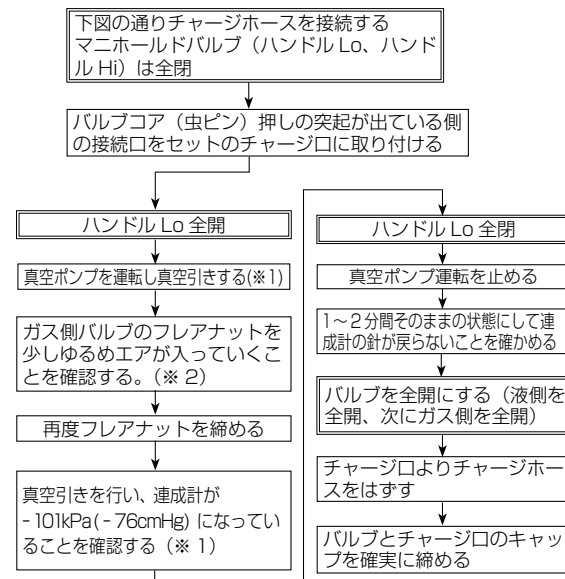 下図の通りチャージホースを接続する
マニホールドバルブ（ハンドル Lo、ハンド
ル Hi）は全閉
バルブコア（虫ピン）押しの突起が出ている側
の接続口をセットのチャージ口に取り付ける
ハンドル Lo 全開
真空ポンプを運転し真空引きする(※1)
ガス側バルブのフレアナットを
少しゆるめエアが入っていくこ
とを確認する。（※ 2）
再度フレアナットを締める
真空引きを行い、連成計が
-101kPa(-76cmHg) になってい
ることを確認する（※ 1）
ハンドル Lo 全閉
真空ポンプ運転を止める
1～2分間そのままの状態にして連
成計の針が戻らないことを確かめる
バルブを全開にする（液側を
全開、次にガス側を全開）
チャージ口よりチャージホー
スをはずす
バルブとチャージ口のキャッ
プを確実に締める